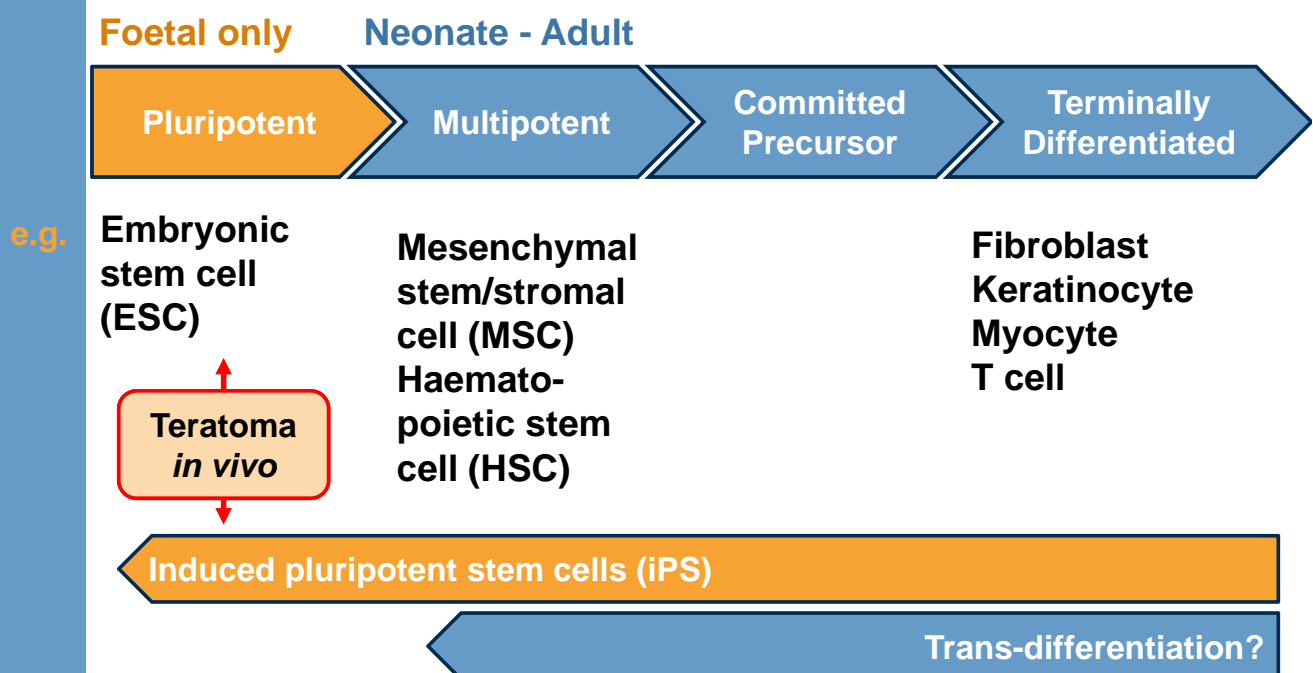 Foetal only
Neonate - Adult
Pluripotent
Multipotent
Committed
Precursor
Terminally
Differentiated
e.g.
Embryonic
stem cell
(ESC)
Mesenchymal
stem/stromal
cell (MSC)
Haemato-
poietic stem
cell (HSC)
Fibroblast
Keratinocyte
Myocyte
T cell
Teratoma
in vivo
Induced pluripotent stem cells (iPS)
Trans-differentiation?